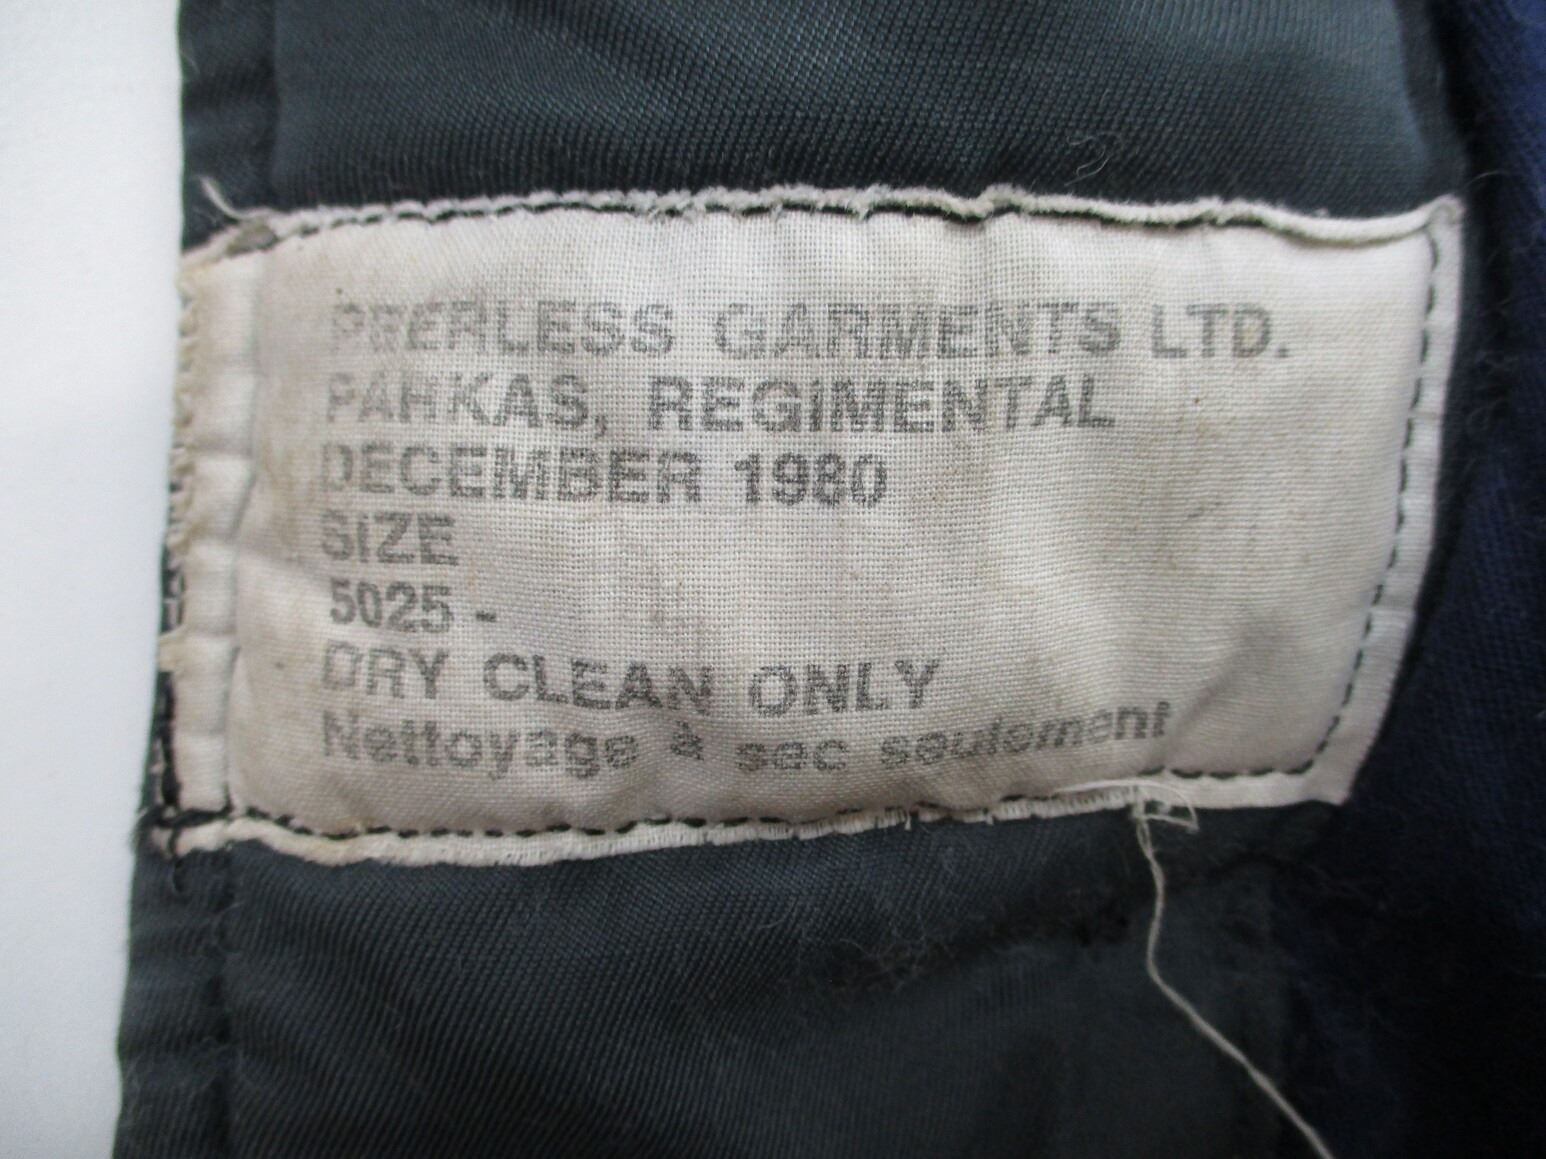 PEERLESS GARMENTS LTD.
PARKAS, REGIMENTAL
DECEMBER 1980
SIZE
5025 -
DRY CLEAN ONLY
Nettoyage à sec seulement